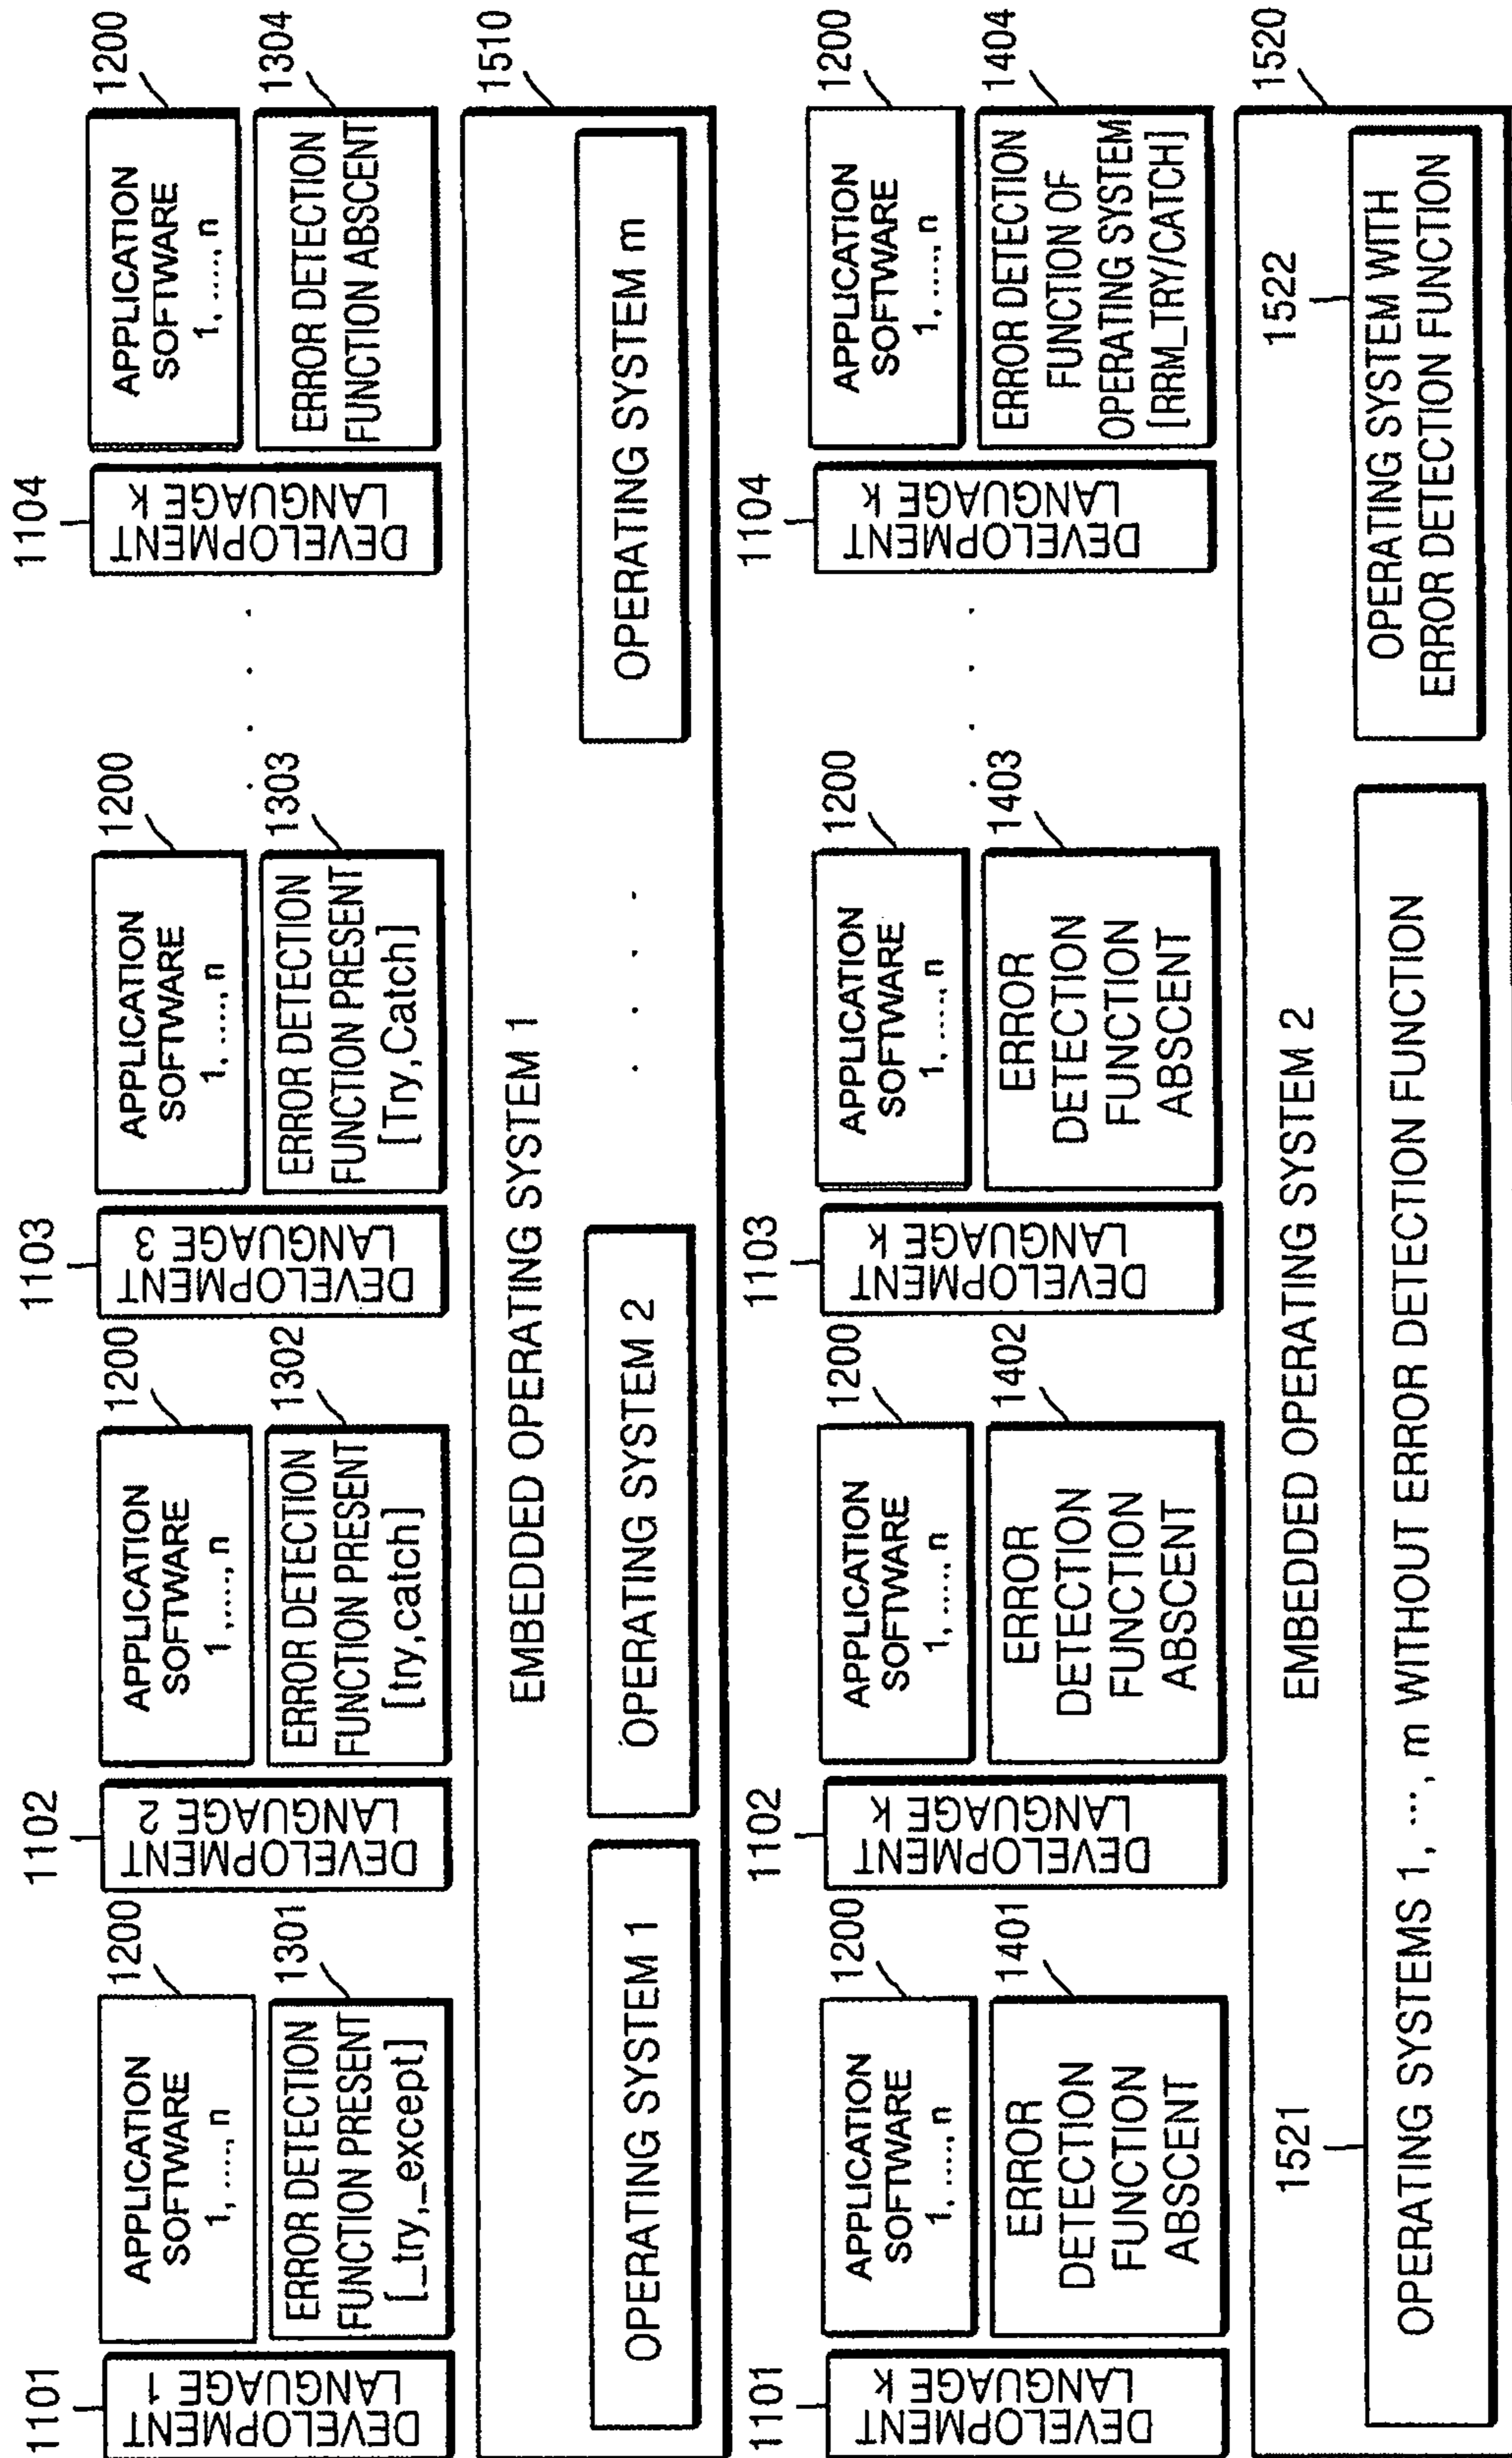 1101
DEVELOPMENT
LANGUAGE 1
APPLICATION
SOFTWARE
1, ....., n
1200
ERROR DETECTION
FUNCTION PRESENT
[_try,_except]
1301
1102
DEVELOPMENT
LANGUAGE 2
APPLICATION
SOFTWARE
1 ,....., n
1200
ERROR DETECTION
FUNCTION PRESENT
[try,catch]
1302
1103
DEVELOPMENT
LANGUAGE 3
APPLICATION
SOFTWARE
1, ....., n
1200
ERROR DETECTION
FUNCTION PRESENT
[Try,Catch]
1303
. . . .
1104
DEVELOPMENT
LANGUAGE k
APPLICATION
SOFTWARE
1, ....., n
1200
ERROR DETECTION
FUNCTION ABSCENT
1304
EMBEDDED OPERATING SYSTEM 1
1510
OPERATING SYSTEM 1
OPERATING SYSTEM 2
. . . .
OPERATING SYSTEM m
1101
DEVELOPMENT
LANGUAGE k
APPLICATION
SOFTWARE
1, ....., n
1200
ERROR
DETECTION
FUNCTION
ABSCENT
1401
1102
DEVELOPMENT
LANGUAGE k
APPLICATION
SOFTWARE
1, ....., n
1200
ERROR
DETECTION
FUNCTION
ABSCENT
1402
1103
DEVELOPMENT
LANGUAGE k
APPLICATION
SOFTWARE
1, ....., n
1200
ERROR
DETECTION
FUNCTION
ABSCENT
1403
. . . .
1104
DEVELOPMENT
LANGUAGE k
APPLICATION
SOFTWARE
1, ....., n
1200
ERROR DETECTION
FUNCTION OF
OPERATING SYSTEM
[RRM_TRY/CATCH]
1404
EMBEDDED OPERATING SYSTEM 2
1520
1521
OPERATING SYSTEMS 1, ···, m WITHOUT ERROR DETECTION FUNCTION
1522
OPERATING SYSTEM WITH
ERROR DETECTION FUNCTION